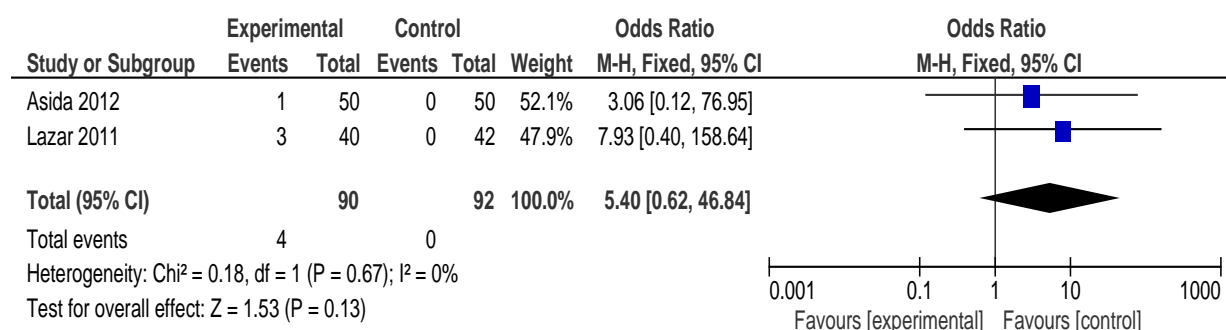 Experimental Control Odds Ratio Odds Ratio
Study or Subgroup Events Total Events Total Weight M-H, Fixed, 95% CI M-H, Fixed, 95% CI
Asida 2012 1 50 0 50 52.1% 3.06 [0.12, 76.95]
Lazar 2011 3 40 0 42 47.9% 7.93 [0.40, 158.64]
Total (95% CI) 90 92 100.0% 5.40 [0.62, 46.84]
Total events 4 0
Heterogeneity: Chi² = 0.18, df = 1 (P = 0.67); I² = 0%
Test for overall effect: Z = 1.53 (P = 0.13)
0.001 0.1 1 10 1000
Favours [experimental] Favours [control]